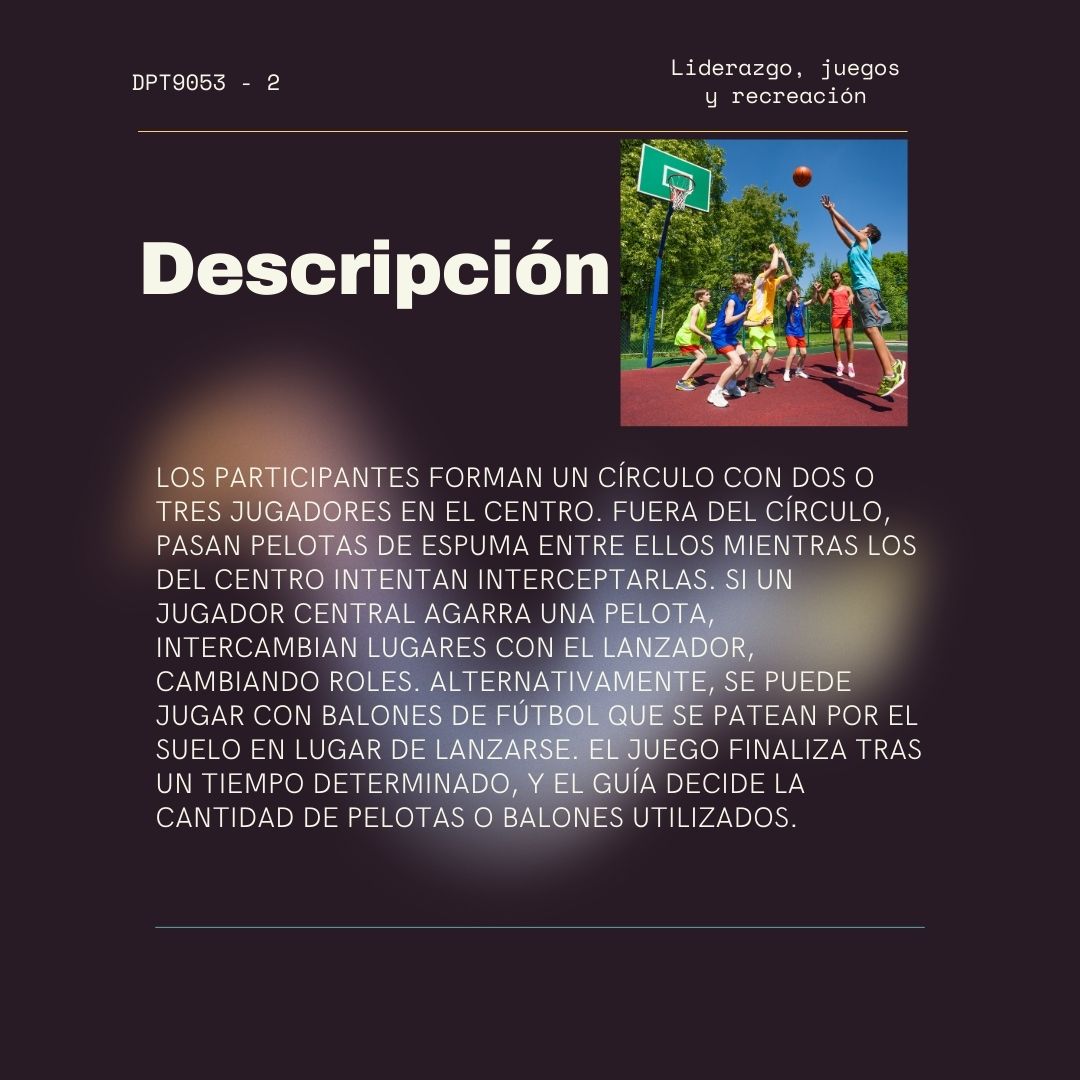 DPT9053 - 2
Liderazgo, juegos
y recreación
Descripción
LOS PARTICIPANTES FORMAN UN CÍRCULO CON DOS O
TRES JUGADORES EN EL CENTRO. FUERA DEL CÍRCULO,
PASAN PELOTAS DE ESPUMA ENTRE ELLOS MIENTRAS LOS
DEL CENTRO INTENTAN INTERCEPTARLAS. SI UN
JUGADOR CENTRAL AGARRA UNA PELOTA,
INTERCAMBIAN LUGARES CON EL LANZADOR,
CAMBIANDO ROLES. ALTERNATIVAMENTE, SE PUEDE
JUGAR CON BALONES DE FÚTBOL QUE SE PATEAN POR EL
SUELO EN LUGAR DE LANZARSE. EL JUEGO FINALIZA TRAS
UN TIEMPO DETERMINADO, Y EL GUÍA DECIDE LA
CANTIDAD DE PELOTAS O BALONES UTILIZADOS.